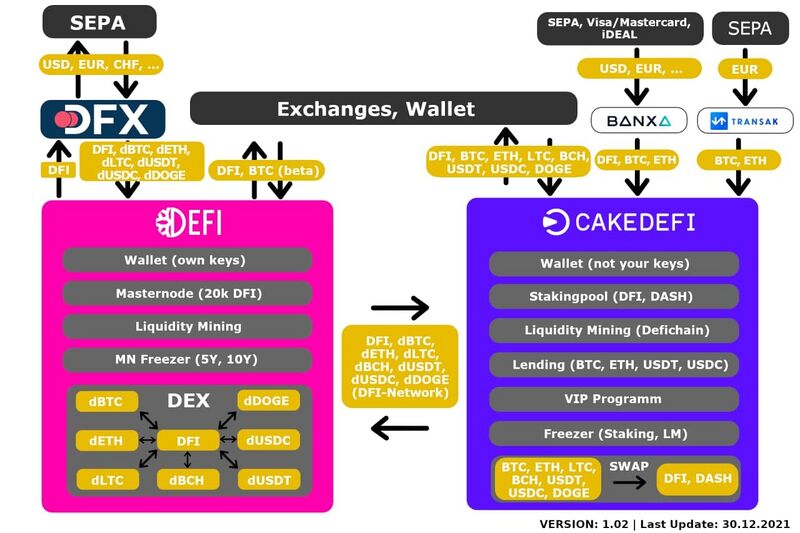 SEPA
SEPA, Visa/Mastercard,
iDEAL
SEPA
USD, EUR, CHF, ...
USD, EUR, ...
EUR
DFX
Exchanges, Wallet
BANXA
TRANSAK
DFI
DFI, dBTC, dETH,
dLTC, dUSDT,
dUSDC, dDOGE
DFI, BTC (beta)
DFI, BTC, ETH, LTC, BCH,
USDT, USDC, DOGE
DFI, BTC, ETH
BTC, ETH
DEFI
Wallet (own keys)
Masternode (20k DFI)
Liquidity Mining
MN Freezer (5Y, 10Y)
DEX
dBTC
dDOGE
dETH
DFI
dUSDC
dLTC
dBCH
dUSDT
DFI, dBTC,
dETH, dLTC,
dBCH, dUSDT,
dUSDC, dDOGE
(DFI-Network)
CAKEDEFI
Wallet (not your keys)
Stakingpool (DFI, DASH)
Liquidity Mining (Defichain)
Lending (BTC, ETH, USDT, USDC)
VIP Programm
Freezer (Staking, LM)
BTC, ETH, LTC,
BCH, USDT,
USDC, DOGE
SWAP
DFI, DASH
VERSION: 1.02 | Last Update: 30.12.2021